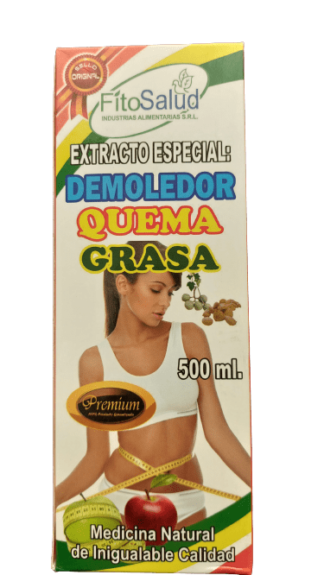 SELLO
ORIGINAL
FitoSalud
INDUSTRIAS ALIMENTARIAS S.R.L.
EXTRACTO ESPECIAL:
DEMOLEDOR
QUEMA
GRASA
500 ml.
Premium
Medicina Natural
de Inigualable Calidad